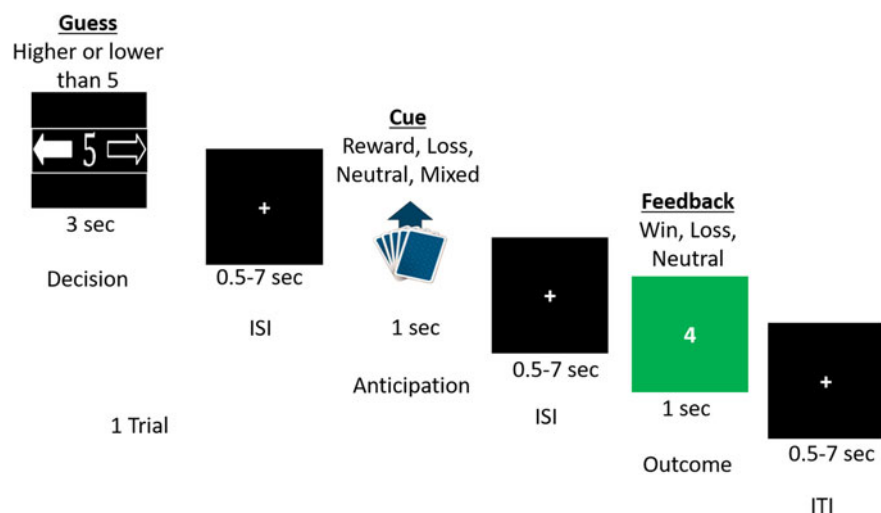 Guess
Higher or lower
than 5
5
3 sec
Decision
+
0.5-7 sec
ISI
Cue
Reward, Loss,
Neutral, Mixed
1 sec
Anticipation
+
0.5-7 sec
ISI
Feedback
Win, Loss,
Neutral
4
1 sec
Outcome
+
0.5-7 sec
ITI
1 Trial